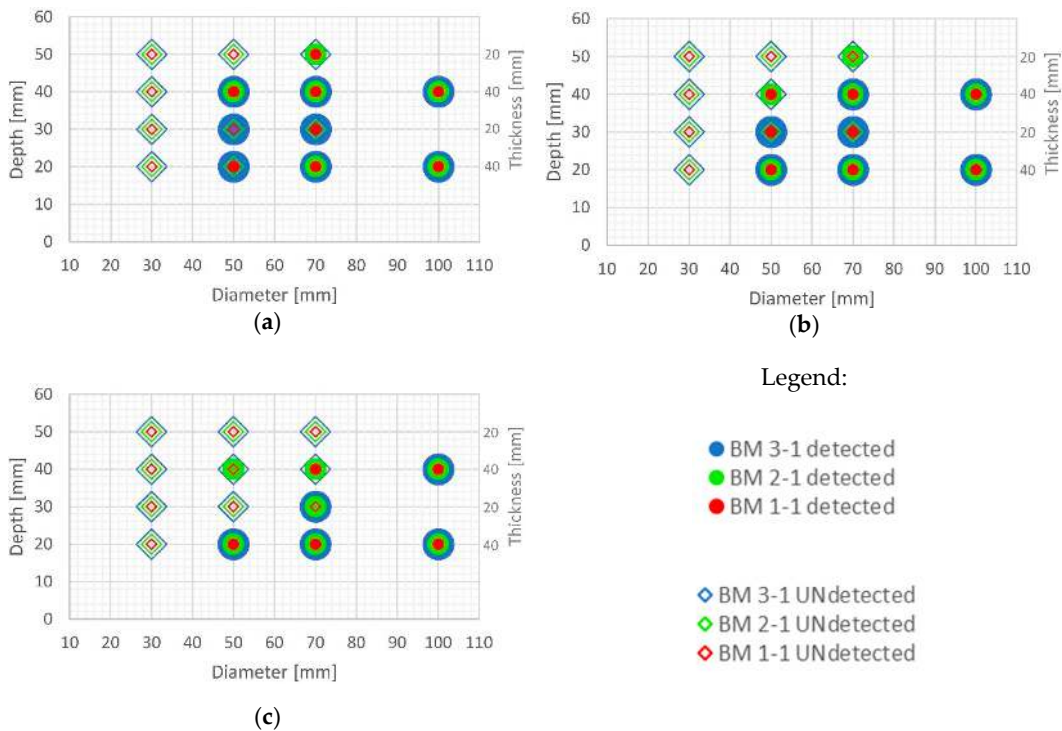 60
50
40
30
20
10
0
Depth [mm]
20
40
20
40
Thickness [mm]
10 20 30 40 50 60 70 80 90 100 110
Diameter [mm]
(a)
60
50
40
30
20
10
0
Depth [mm]
20
40
20
40
Thickness [mm]
10 20 30 40 50 60 70 80 90 100 110
Diameter [mm]
(b)
60
50
40
30
20
10
0
Depth [mm]
20
40
20
40
Thickness [mm]
10 20 30 40 50 60 70 80 90 100 110
Diameter [mm]
(c)
Legend:
BM 3-1 detected
BM 2-1 detected
BM 1-1 detected
BM 3-1 UNdetected
BM 2-1 UNdetected
BM 1-1 UNdetected